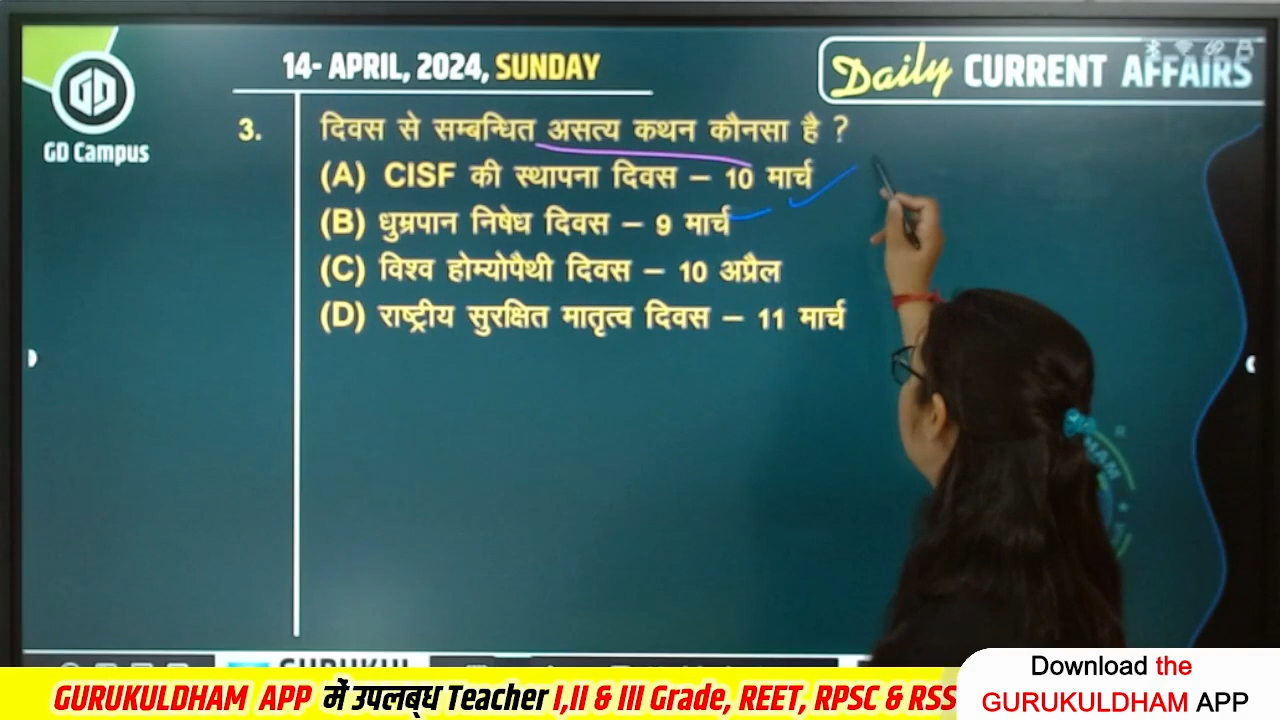 14- APRIL, 2024, SUNDAY
Daily CURRENT AFFAIRS
GD
GD Campus
3. दिवस से सम्बन्धित असत्य कथन कौनसा है ?
(A) CISF की स्थापना दिवस – 10 मार्च
(B) धुम्रपान निषेध दिवस – 9 मार्च
(C) विश्व होम्योपैथी दिवस – 10 अप्रैल
(D) राष्ट्रीय सुरक्षित मातृत्व दिवस – 11 मार्च
GURUKULDHAM APP में उपलब्ध Teacher I,II & III Grade, REET, RPSC & RSS
Download the
GURUKULDHAM APP